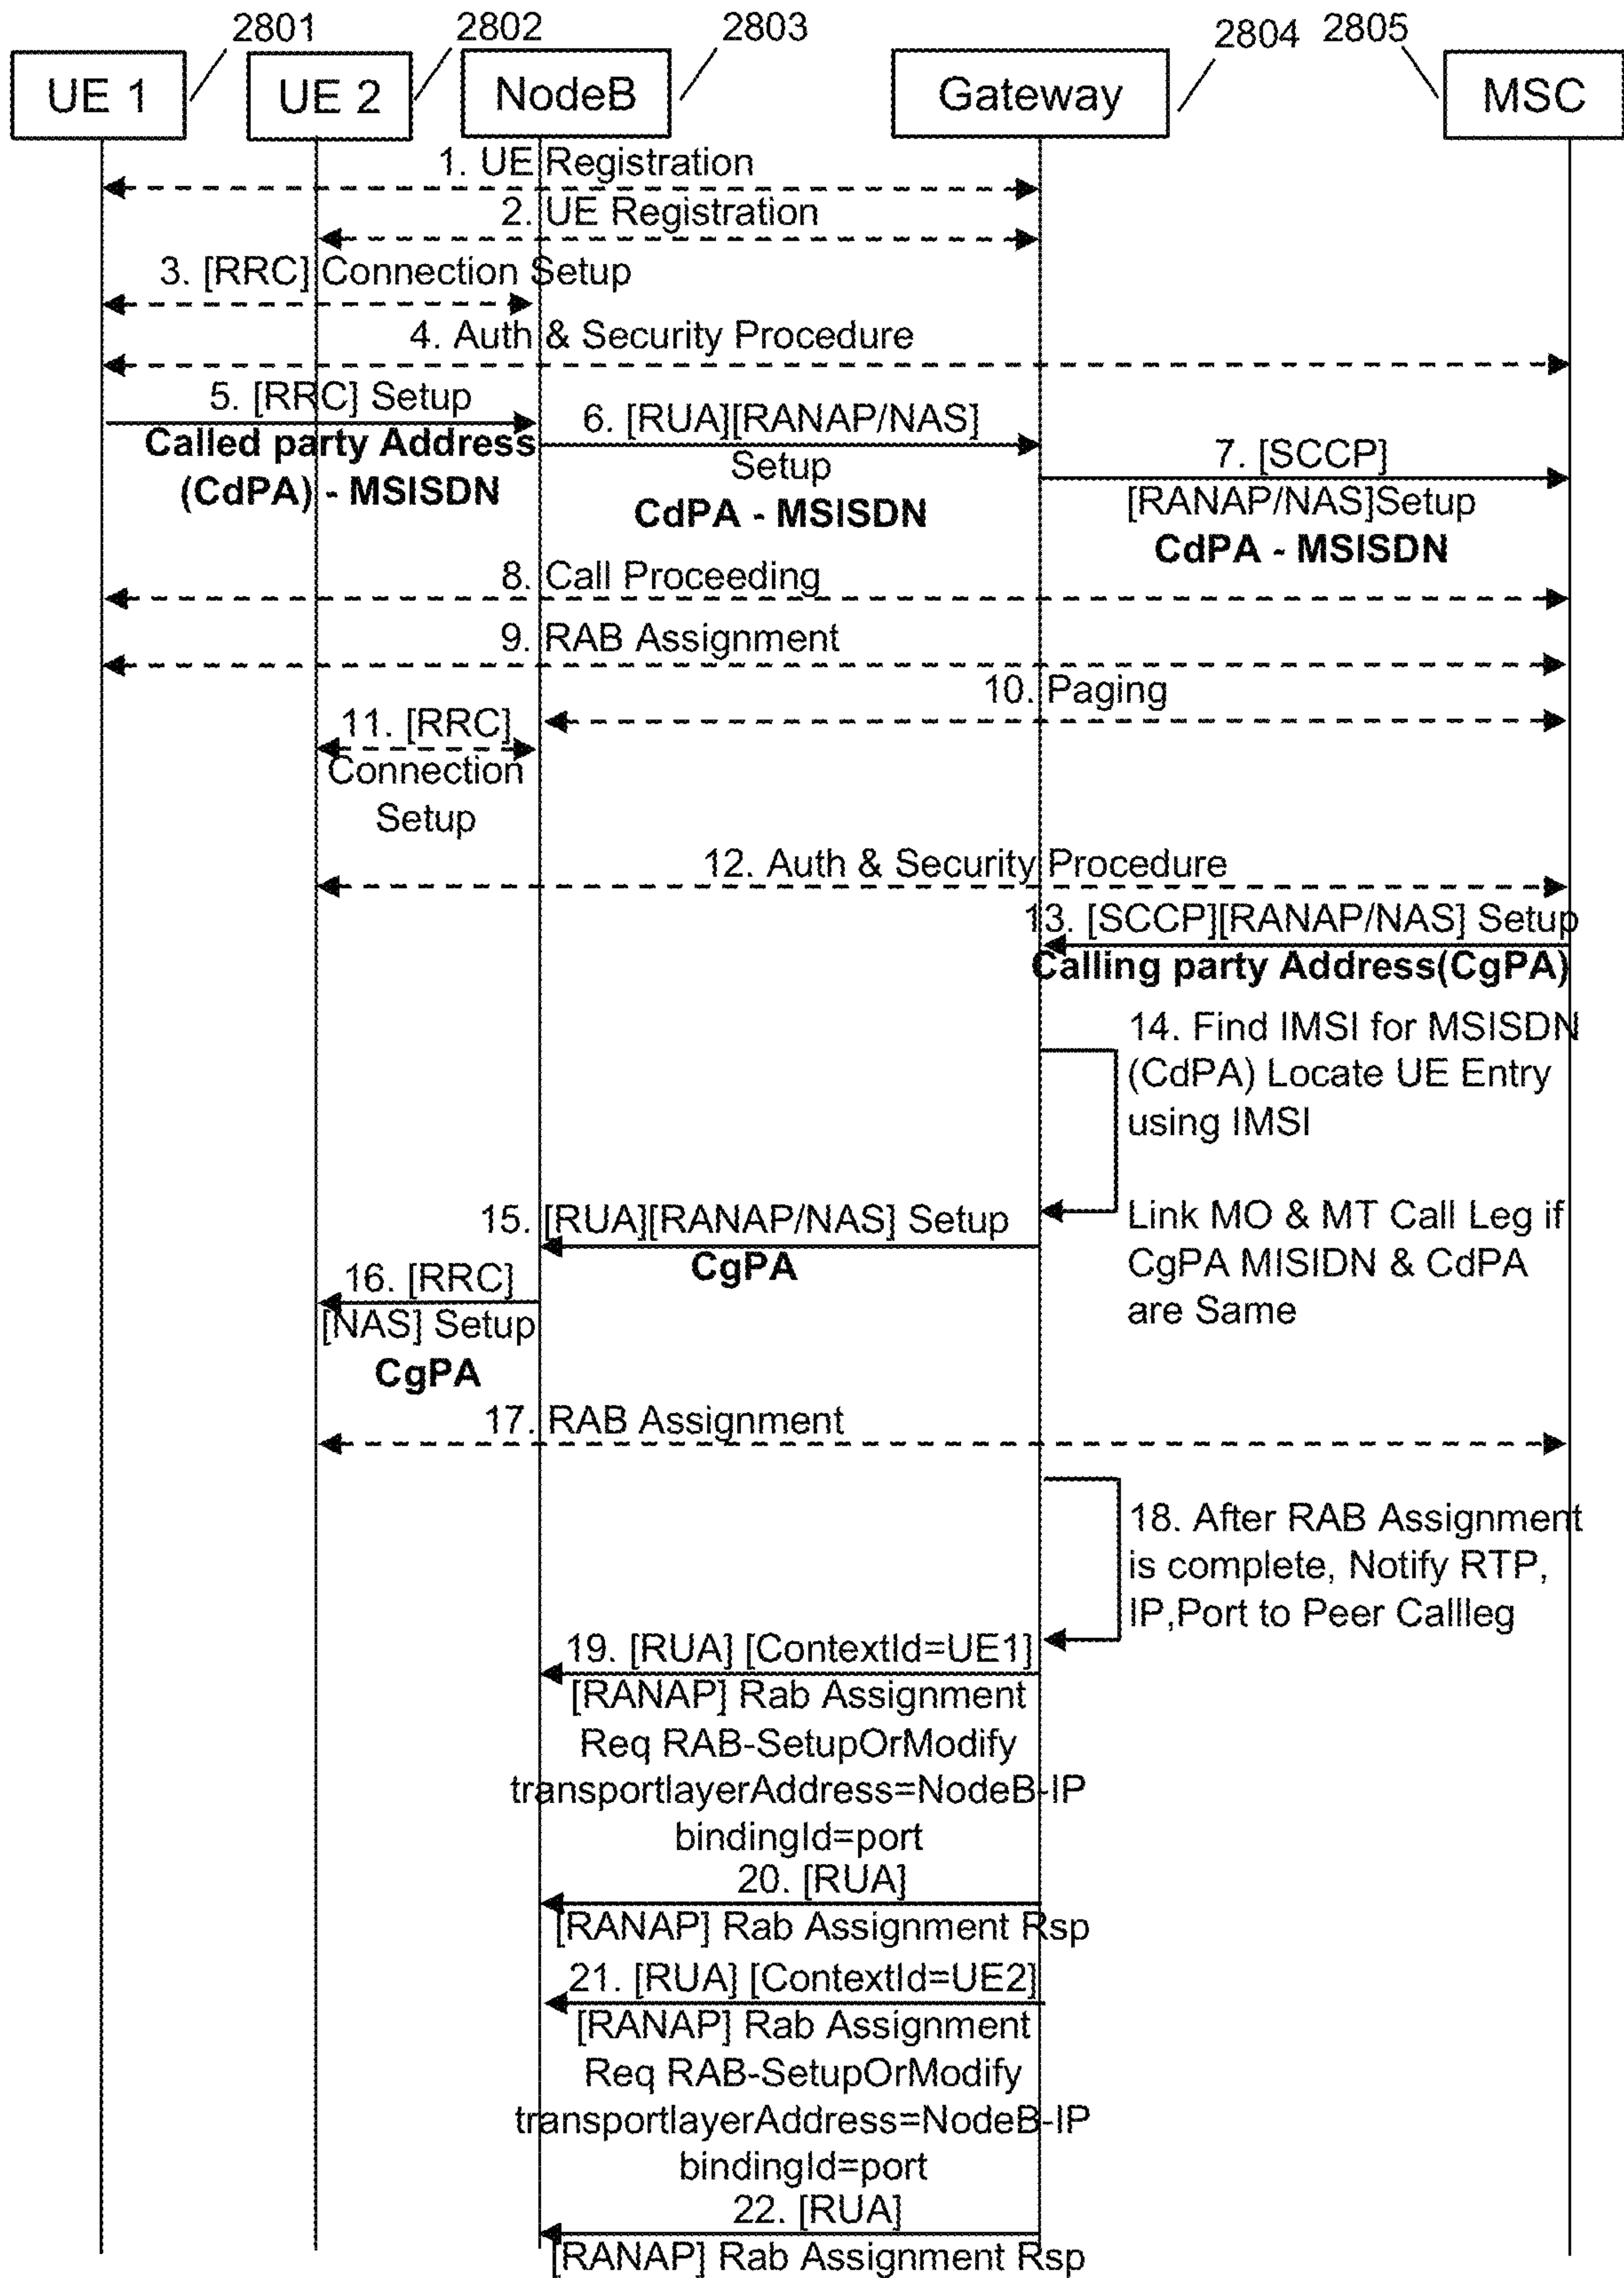 2801
2802
2803
2804
2805
UE 1
UE 2
NodeB
Gateway
MSC
1. UE Registration
2. UE Registration
3. [RRC] Connection Setup
4. Auth & Security Procedure
5. [RRC] Setup
Called party Address
(CdPA) - MSISDN
6. [RUA][RANAP/NAS]
Setup
CdPA - MSISDN
7. [SCCP]
[RANAP/NAS]Setup
CdPA - MSISDN
8. Call Proceeding
9. RAB Assignment
10. Paging
11. [RRC]
Connection
Setup
12. Auth & Security Procedure
13. [SCCP][RANAP/NAS] Setup
Calling party Address(CgPA)
14. Find IMSI for MSISDN
(CdPA) Locate UE Entry
using IMSI
Link MO & MT Call Leg if
CgPA MISIDN & CdPA
are Same
15. [RUA][RANAP/NAS] Setup
CgPA
16. [RRC]
[NAS] Setup
CgPA
17. RAB Assignment
18. After RAB Assignment
is complete, Notify RTP,
IP,Port to Peer Callleg
19. [RUA] [ContextId=UE1]
[RANAP] Rab Assignment
Req RAB-SetupOrModify
transportlayerAddress=NodeB-IP
bindingId=port
20. [RUA]
[RANAP] Rab Assignment Rsp
21. [RUA] [ContextId=UE2]
[RANAP] Rab Assignment
Req RAB-SetupOrModify
transportlayerAddress=NodeB-IP
bindingId=port
22. [RUA]
[RANAP] Rab Assignment Rsp